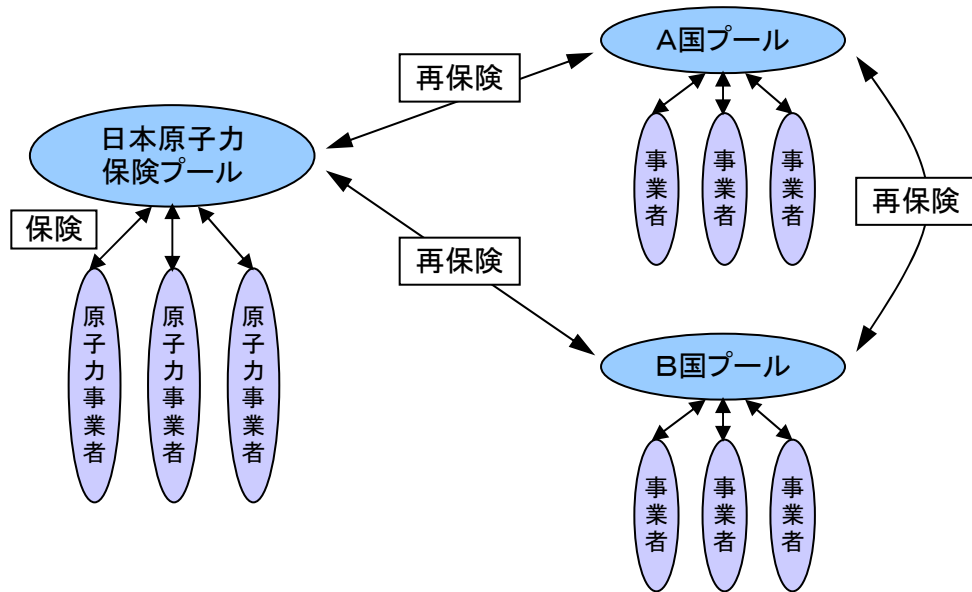 日本原子力
保険プール
保険
原子力事業者
原子力事業者
原子力事業者
再保険
再保険
A国プール
事業者
事業者
事業者
再保険
B国プール
事業者
事業者
事業者